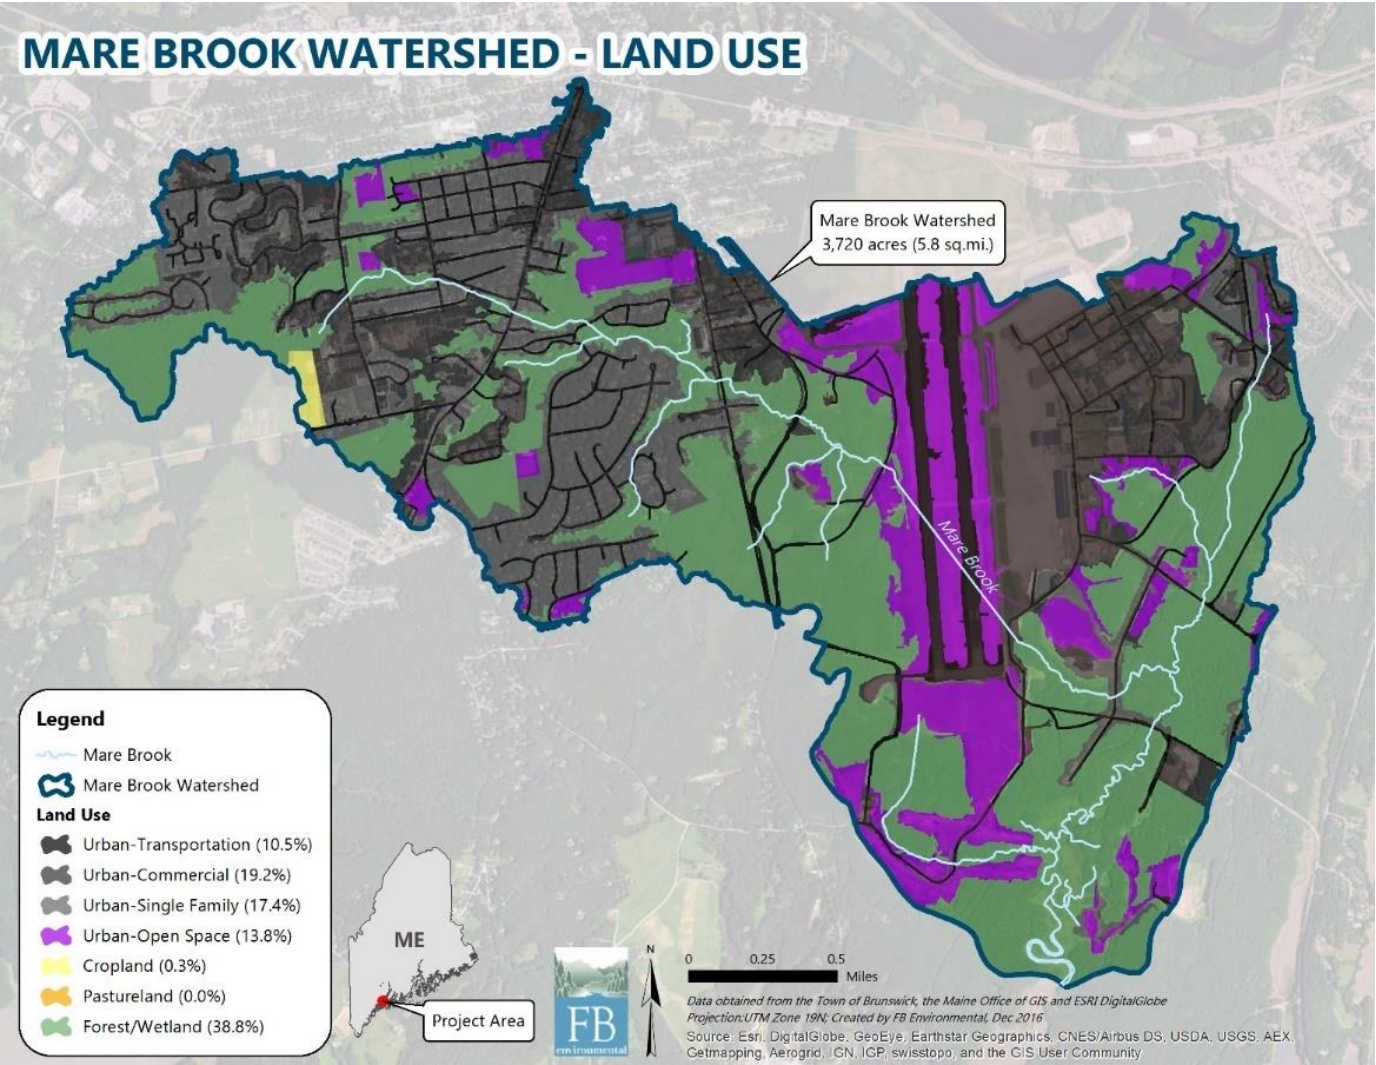 MARE BROOK WATERSHED - LAND USE
Mare Brook Watershed
3,720 acres (5.8 sq.mi.)
Mare Brook
Legend
Mare Brook
Mare Brook Watershed
Land Use
Urban-Transportation (10.5%)
Urban-Commercial (19.2%)
Urban-Single Family (17.4%)
Urban-Open Space (13.8%)
Cropland (0.3%)
Pastureland (0.0%)
Forest/Wetland (38.8%)
ME
Project Area
FB
environmental
N
0 0.25 0.5
Miles
Data obtained from the Town of Brunswick, the Maine Office of GIS and ESRI DigitalGlobe
Projection:UTM Zone 19N; Created by FB Environmental, Dec 2016
Source: Esri, DigitalGlobe, GeoEye, Earthstar Geographics, CNES/Airbus DS, USDA, USGS, AEX,
Getmapping, Aerogrid, IGN, IGP, swisstopo, and the GIS User Community